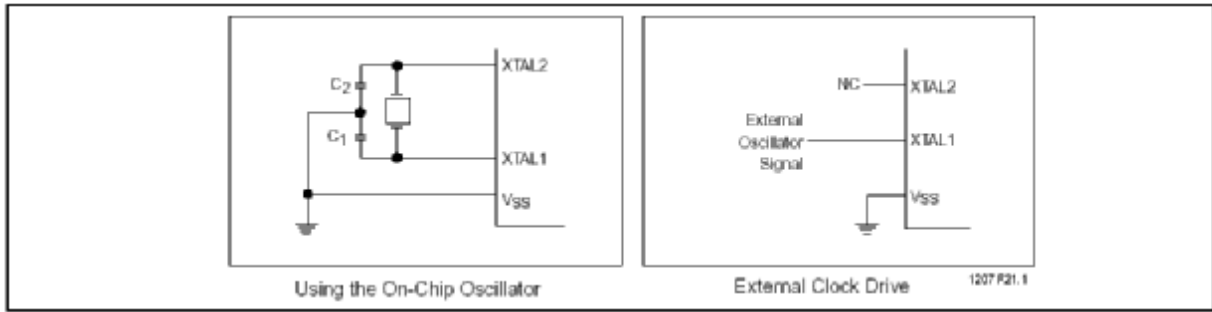 XTAL2
C2
C1
XTAL1
VSS
Using the On-Chip Oscillator
NC
XTAL2
External
Oscillator
Signal
XTAL1
VSS
External Clock Drive
1207 F21.1